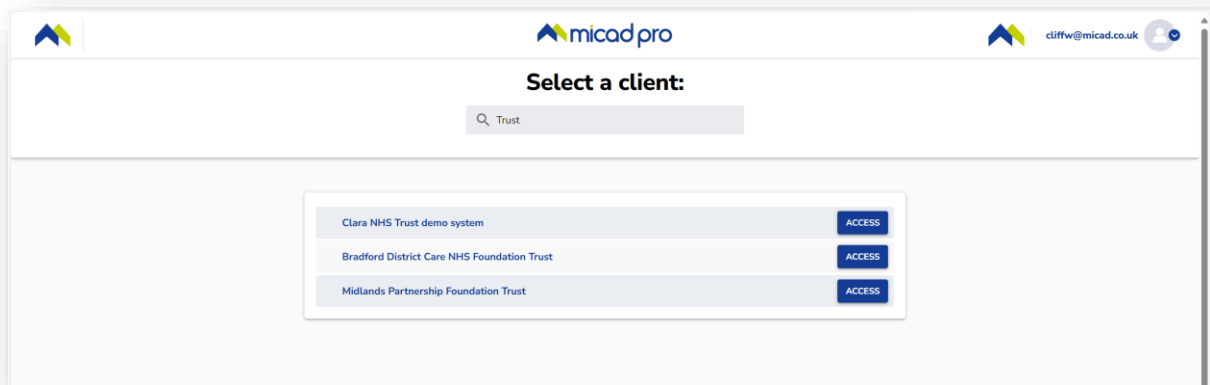 micad pro
cliffw@micad.co.uk
Select a client:
Trust
Clara NHS Trust demo system ACCESS
Bradford District Care NHS Foundation Trust ACCESS
Midlands Partnership Foundation Trust ACCESS